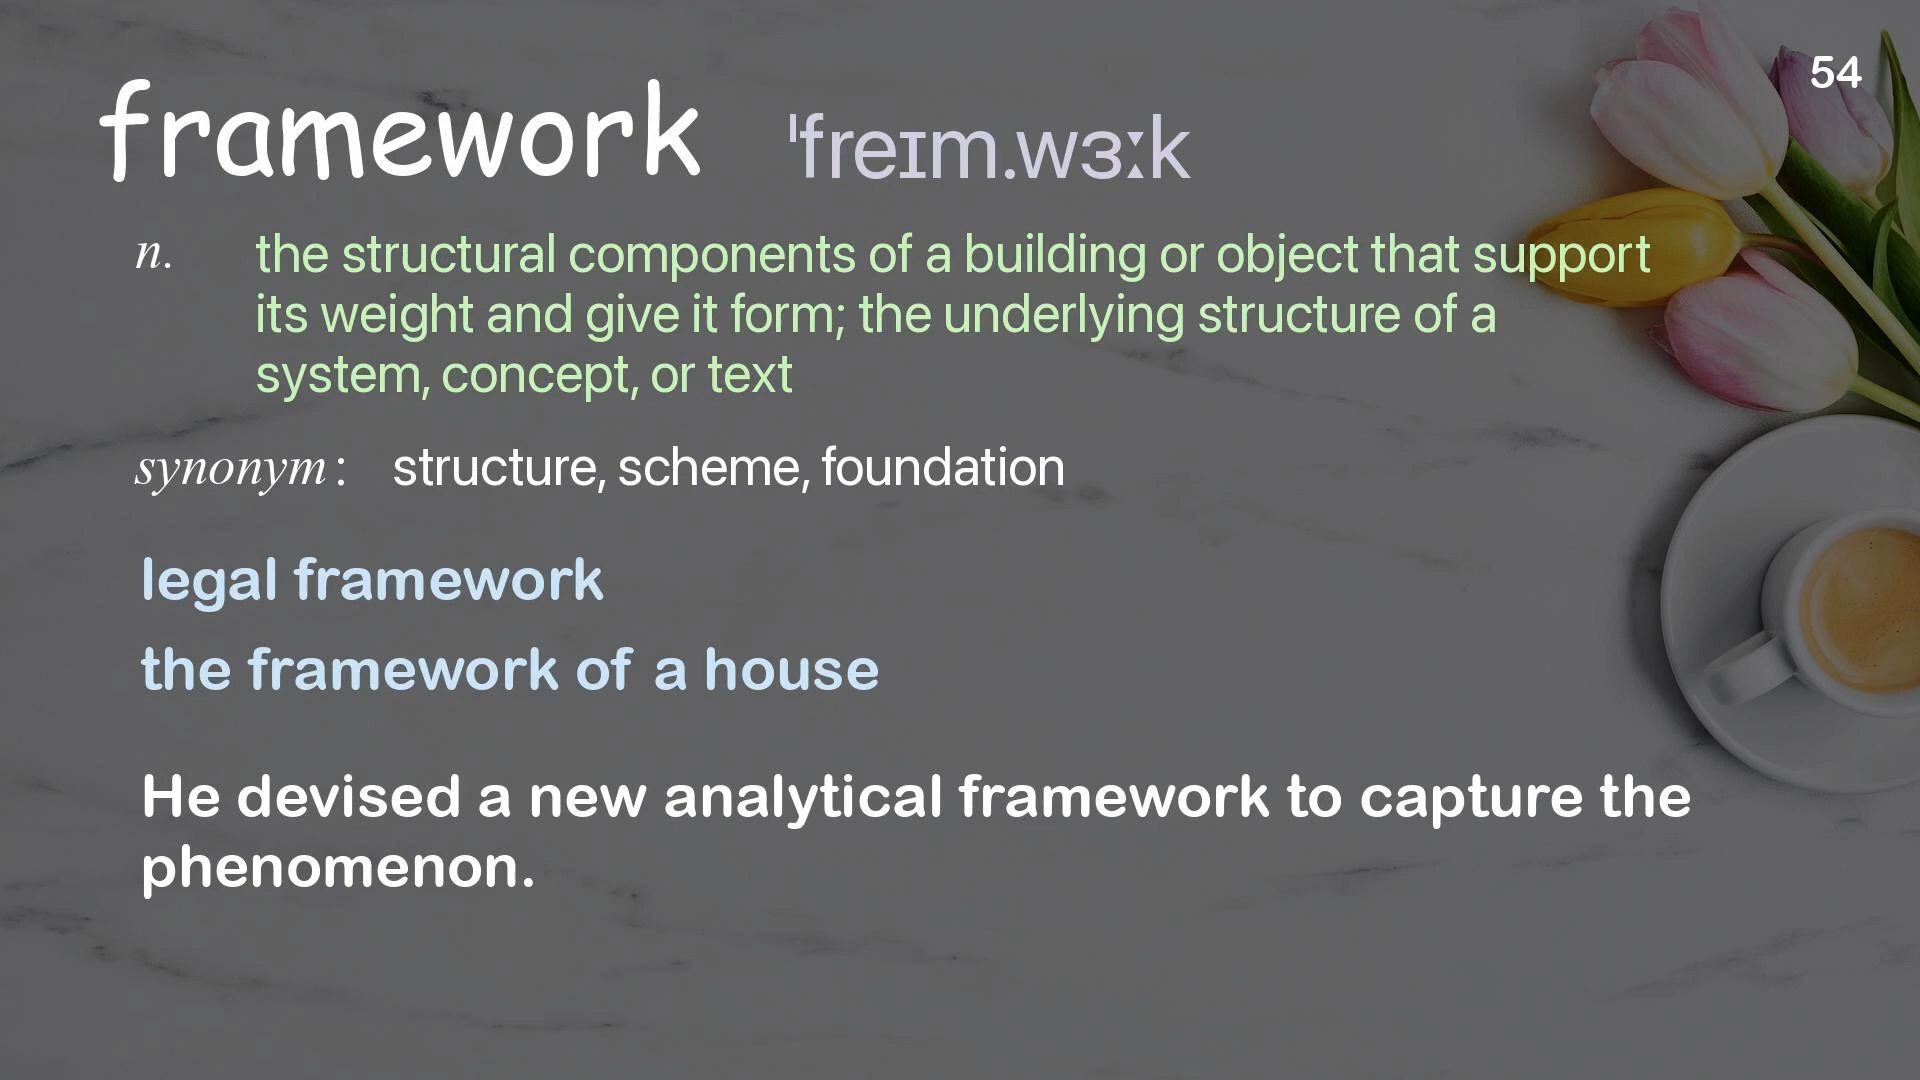 54
framework ˈfreɪm.wɜːk
n. the structural components of a building or object that support
its weight and give it form; the underlying structure of a
system, concept, or text
synonym: structure, scheme, foundation
legal framework
the framework of a house
He devised a new analytical framework to capture the
phenomenon.